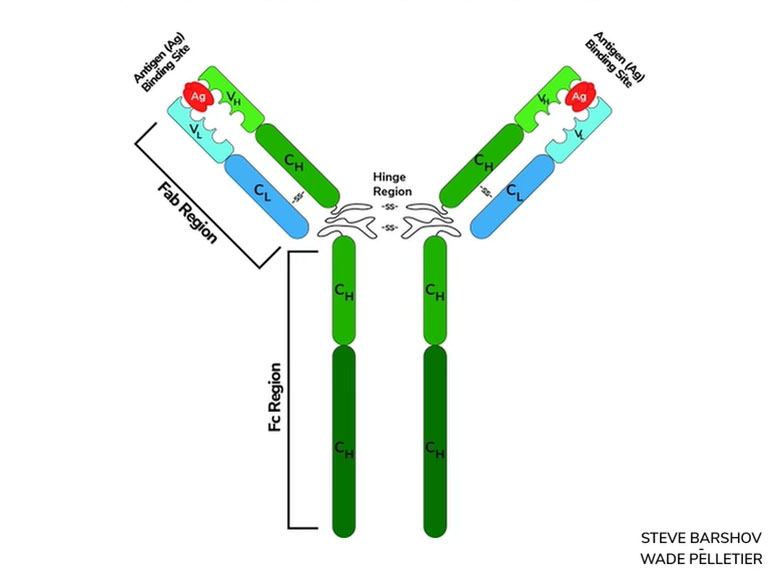 Antigen (Ag)
Binding Site
Antigen (Ag)
Binding Site
Ag
Ag
VH
VH
VL
VL
CH
CH
CL
CL
-ss-
-ss-
Hinge
Region
-ss-
-ss-
Fab Region
CH
CH
Fc Region
CH
CH
STEVE BARSHOV
-
WADE PELLETIER